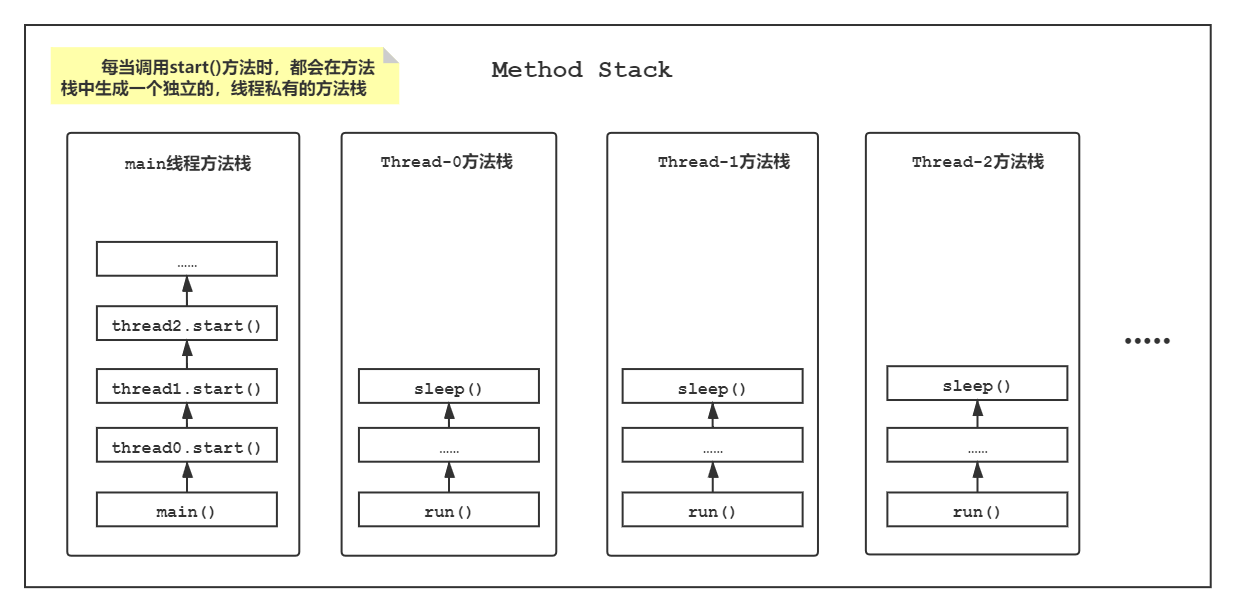 每当调用start()方法时，都会在方法
栈中生成一个独立的，线程私有的方法栈
Method Stack
main线程方法栈
……
thread2.start()
thread1.start()
thread0.start()
main()
Thread-0方法栈
sleep()
……
run()
Thread-1方法栈
sleep()
……
run()
Thread-2方法栈
sleep()
……
run()
•••••